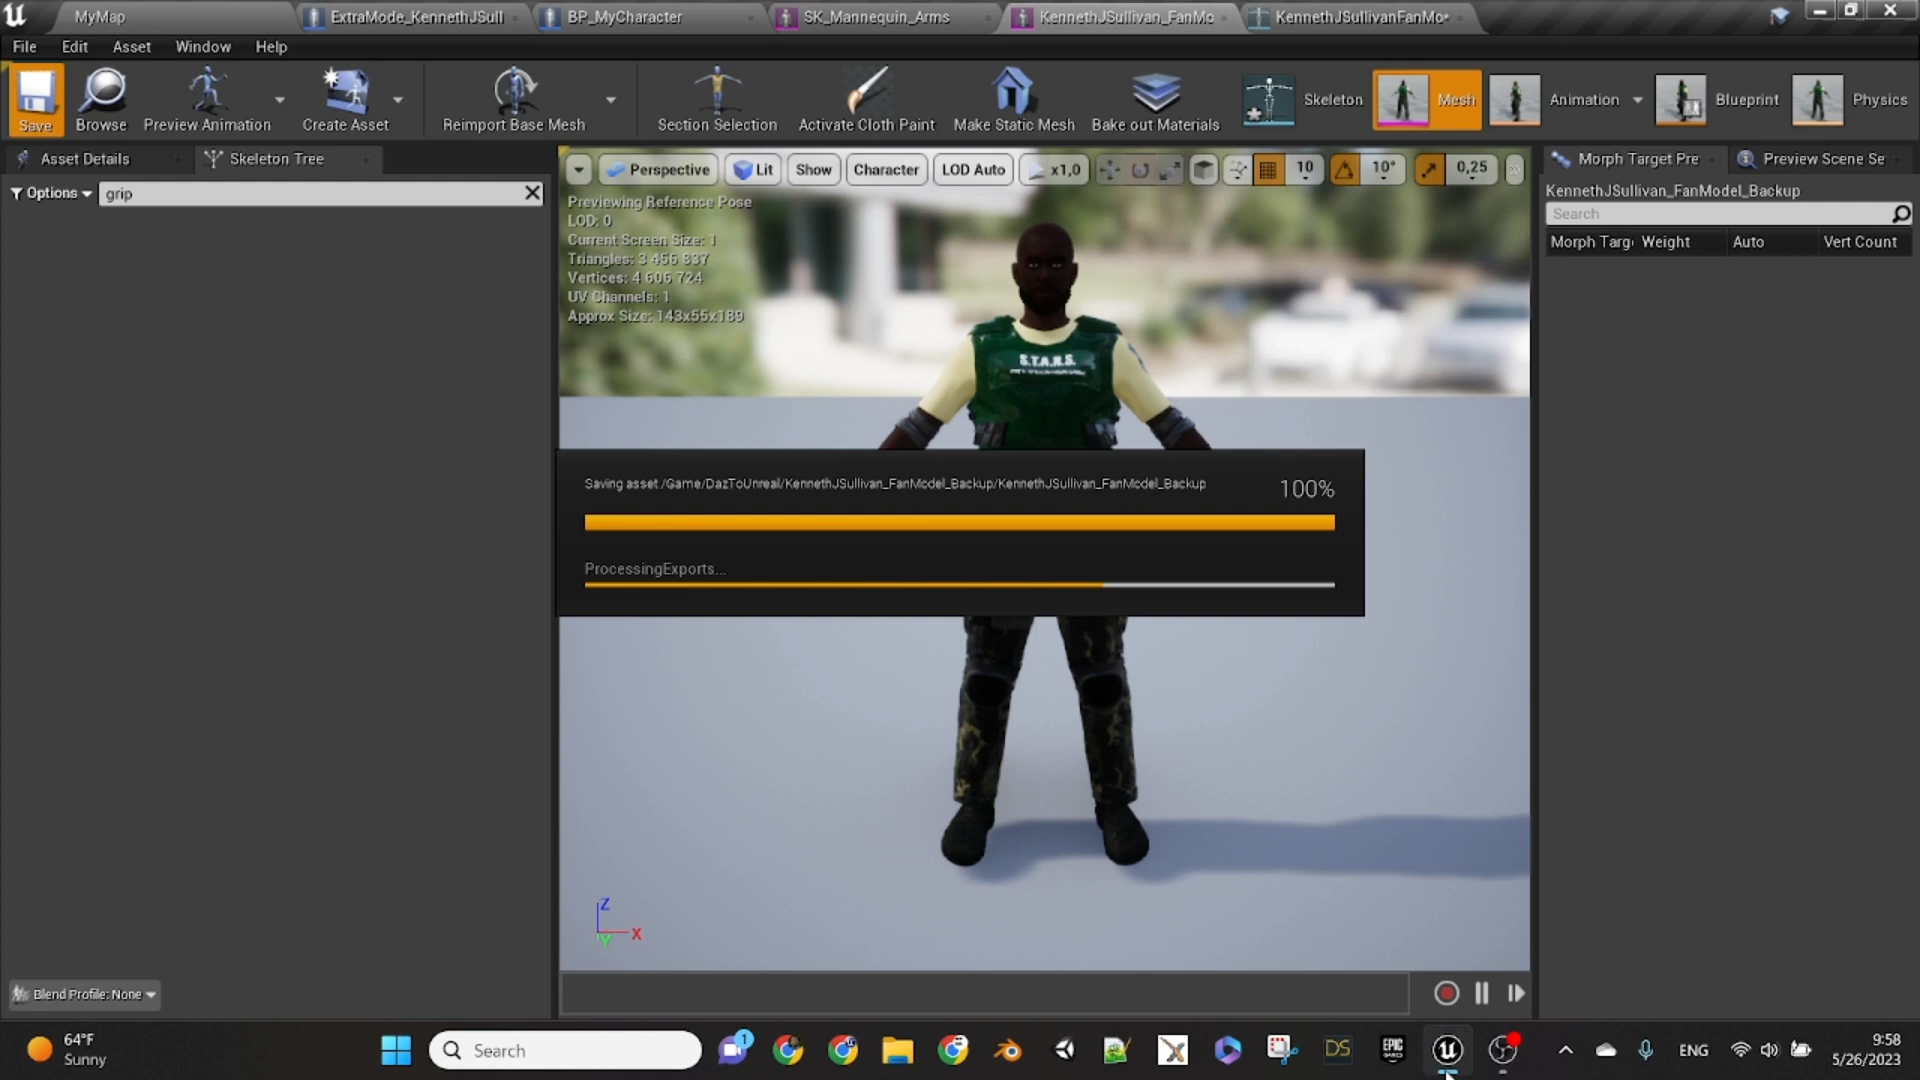 MyMap
ExtraMode_KennethJSull
BP_MyCharacter
SK_Mannequin_Arms
KennethJSullivan_FanMo
KennethJSullivanFanMo*
File
Edit
Asset
Window
Help
Save
Browse
Preview Animation
Create Asset
Reimport Base Mesh
Section Selection
Activate Cloth Paint
Make Static Mesh
Bake out Materials
Skeleton
Mesh
Animation
Blueprint
Physics
Asset Details
Skeleton Tree
Options
grip
Perspective
Lit
Show
Character
LOD Auto
x1,0
10
10°
0,25
Morph Target Pre
Preview Scene Se
KennethJSullivan_FanModel_Backup
Search
Morph Targ
Weight
Auto
Vert Count
Previewing Reference Pose
LOD: 0
Current Screen Size: 1
Triangles: 3 456 837
Vertices: 4 606 724
UV Channels: 1
Approx Size: 143x55x189
S.T.A.R.S.
Saving asset /Game/DazToUnreal/KennethJSullivan_FanModel_Backup/KennethJSullivan_FanModel_Backup
100%
ProcessingExports...
Z
X
Y
Blend Profile: None
64°F
Sunny
Search
1
DS
EPIC GAMES
ENG
9:58
5/26/2023